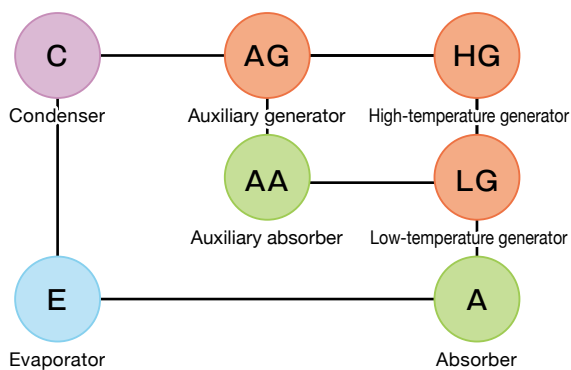 C
AG
HG
Condenser
Auxiliary generator
High-temperature generator
AA
LG
Auxiliary absorber
Low-temperature generator
E
A
Evaporator
Absorber